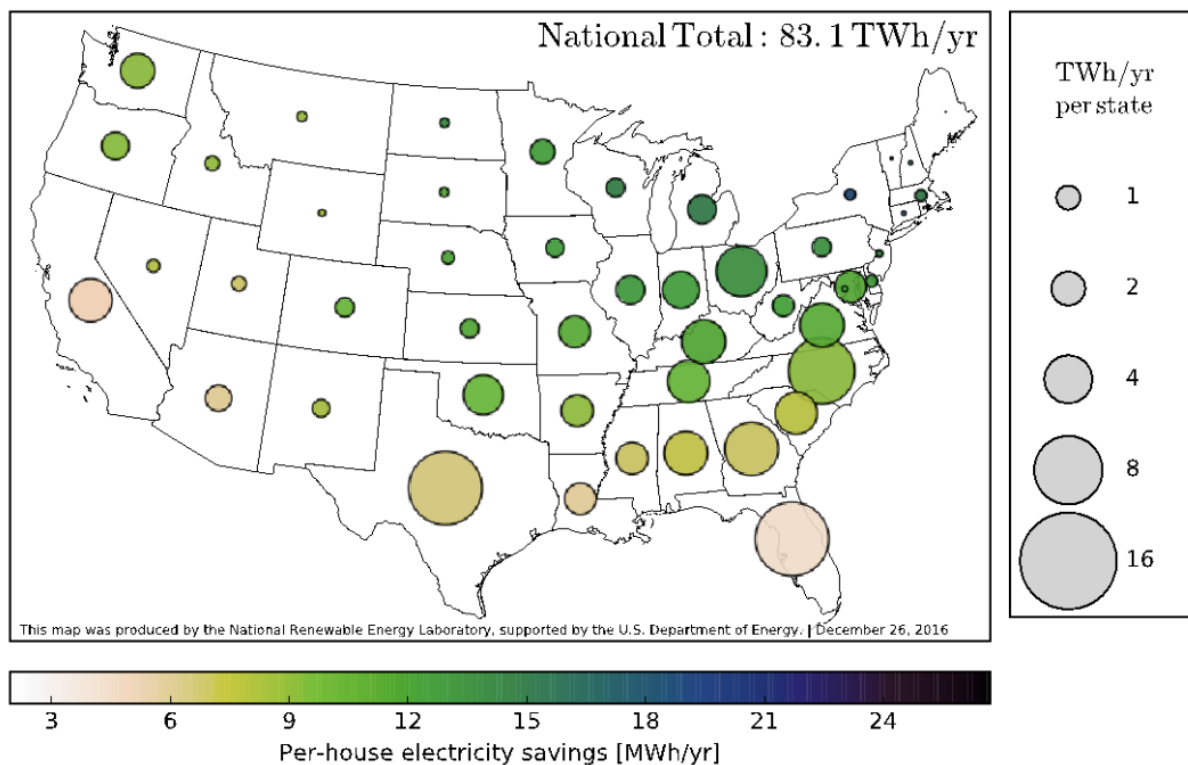 National Total : 83. 1 TWh/yr
TWh/yr
per state
1
2
4
8
16
This map was produced by the National Renewable Energy Laboratory, supported by the U.S. Department of Energy. | December 26, 2016
3 6 9 12 15 18 21 24
Per-house electricity savings [MWh/yr]